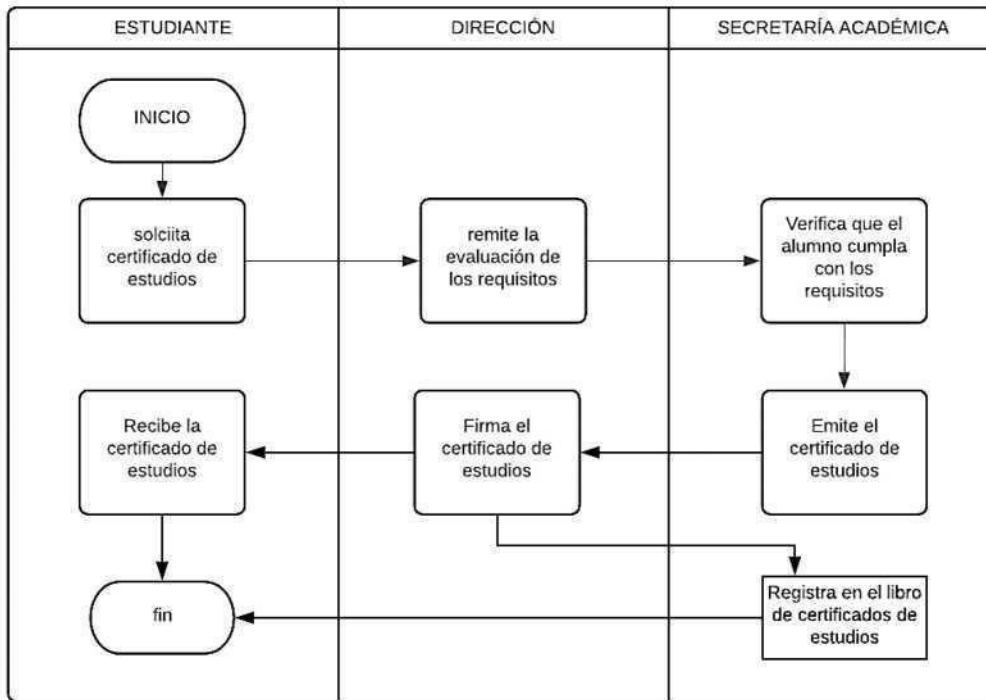 ESTUDIANTE
DIRECCIÓN
SECRETARÍA ACADÉMICA
INICIO
solciita
certificado de
estudios
remite la
evaluación de
los requisitos
Verifica que el
alumno cumpla
con los
requisitos
Recibe la
certificado de
estudios
Firma el
certificado de
estudios
Emite el
certificado de
estudios
fin
Registra en el libro
de certificados de
estudios